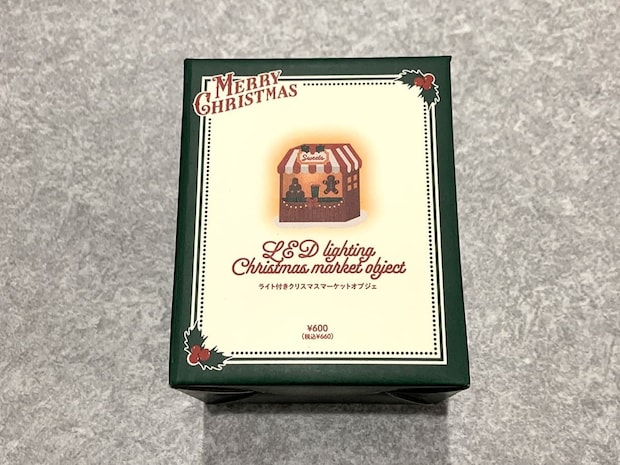 MERRY
CHRISTMAS
Sweets
LED lighting
Christmas market object
ライト付きクリスマスマーケットオブジェ
¥600
(税込¥660)